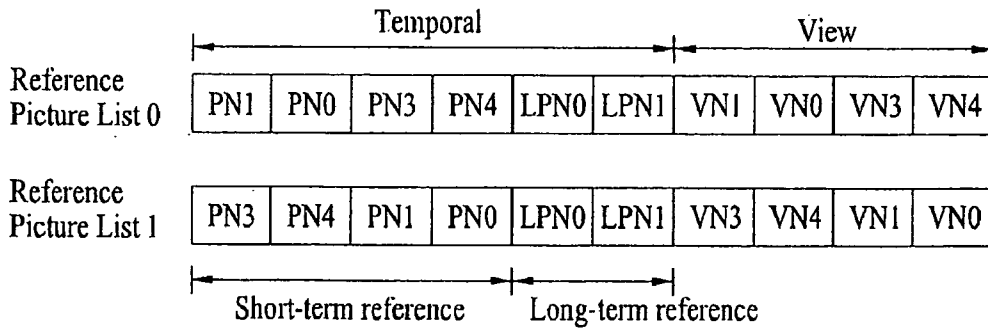 Temporal View
Reference
Picture List 0
PN1 PN0 PN3 PN4 LPN0 LPN1 VN1 VN0 VN3 VN4
Reference
Picture List 1
PN3 PN4 PN1 PN0 LPN0 LPN1 VN3 VN4 VN1 VN0
Short-term reference Long-term reference